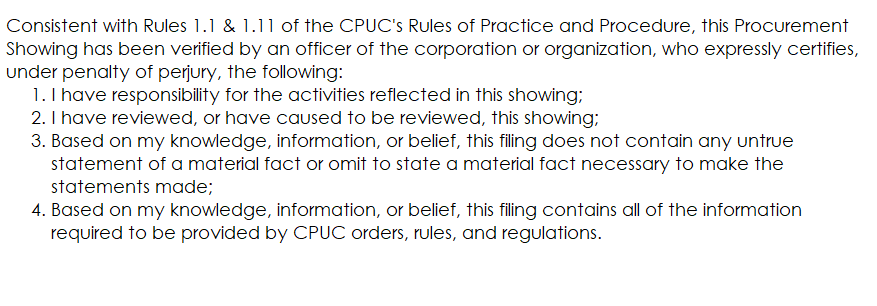 Consistent with Rules 1.1 & 1.11 of the CPUC's Rules of Practice and Procedure, this Procurement
Showing has been verified by an officer of the corporation or organization, who expressly certifies,
under penalty of perjury, the following:
1. I have responsibility for the activities reflected in this showing;
2. I have reviewed, or have caused to be reviewed, this showing;
3. Based on my knowledge, information, or belief, this filing does not contain any untrue
statement of a material fact or omit to state a material fact necessary to make the
statements made;
4. Based on my knowledge, information, or belief, this filing contains all of the information
required to be provided by CPUC orders, rules, and regulations.